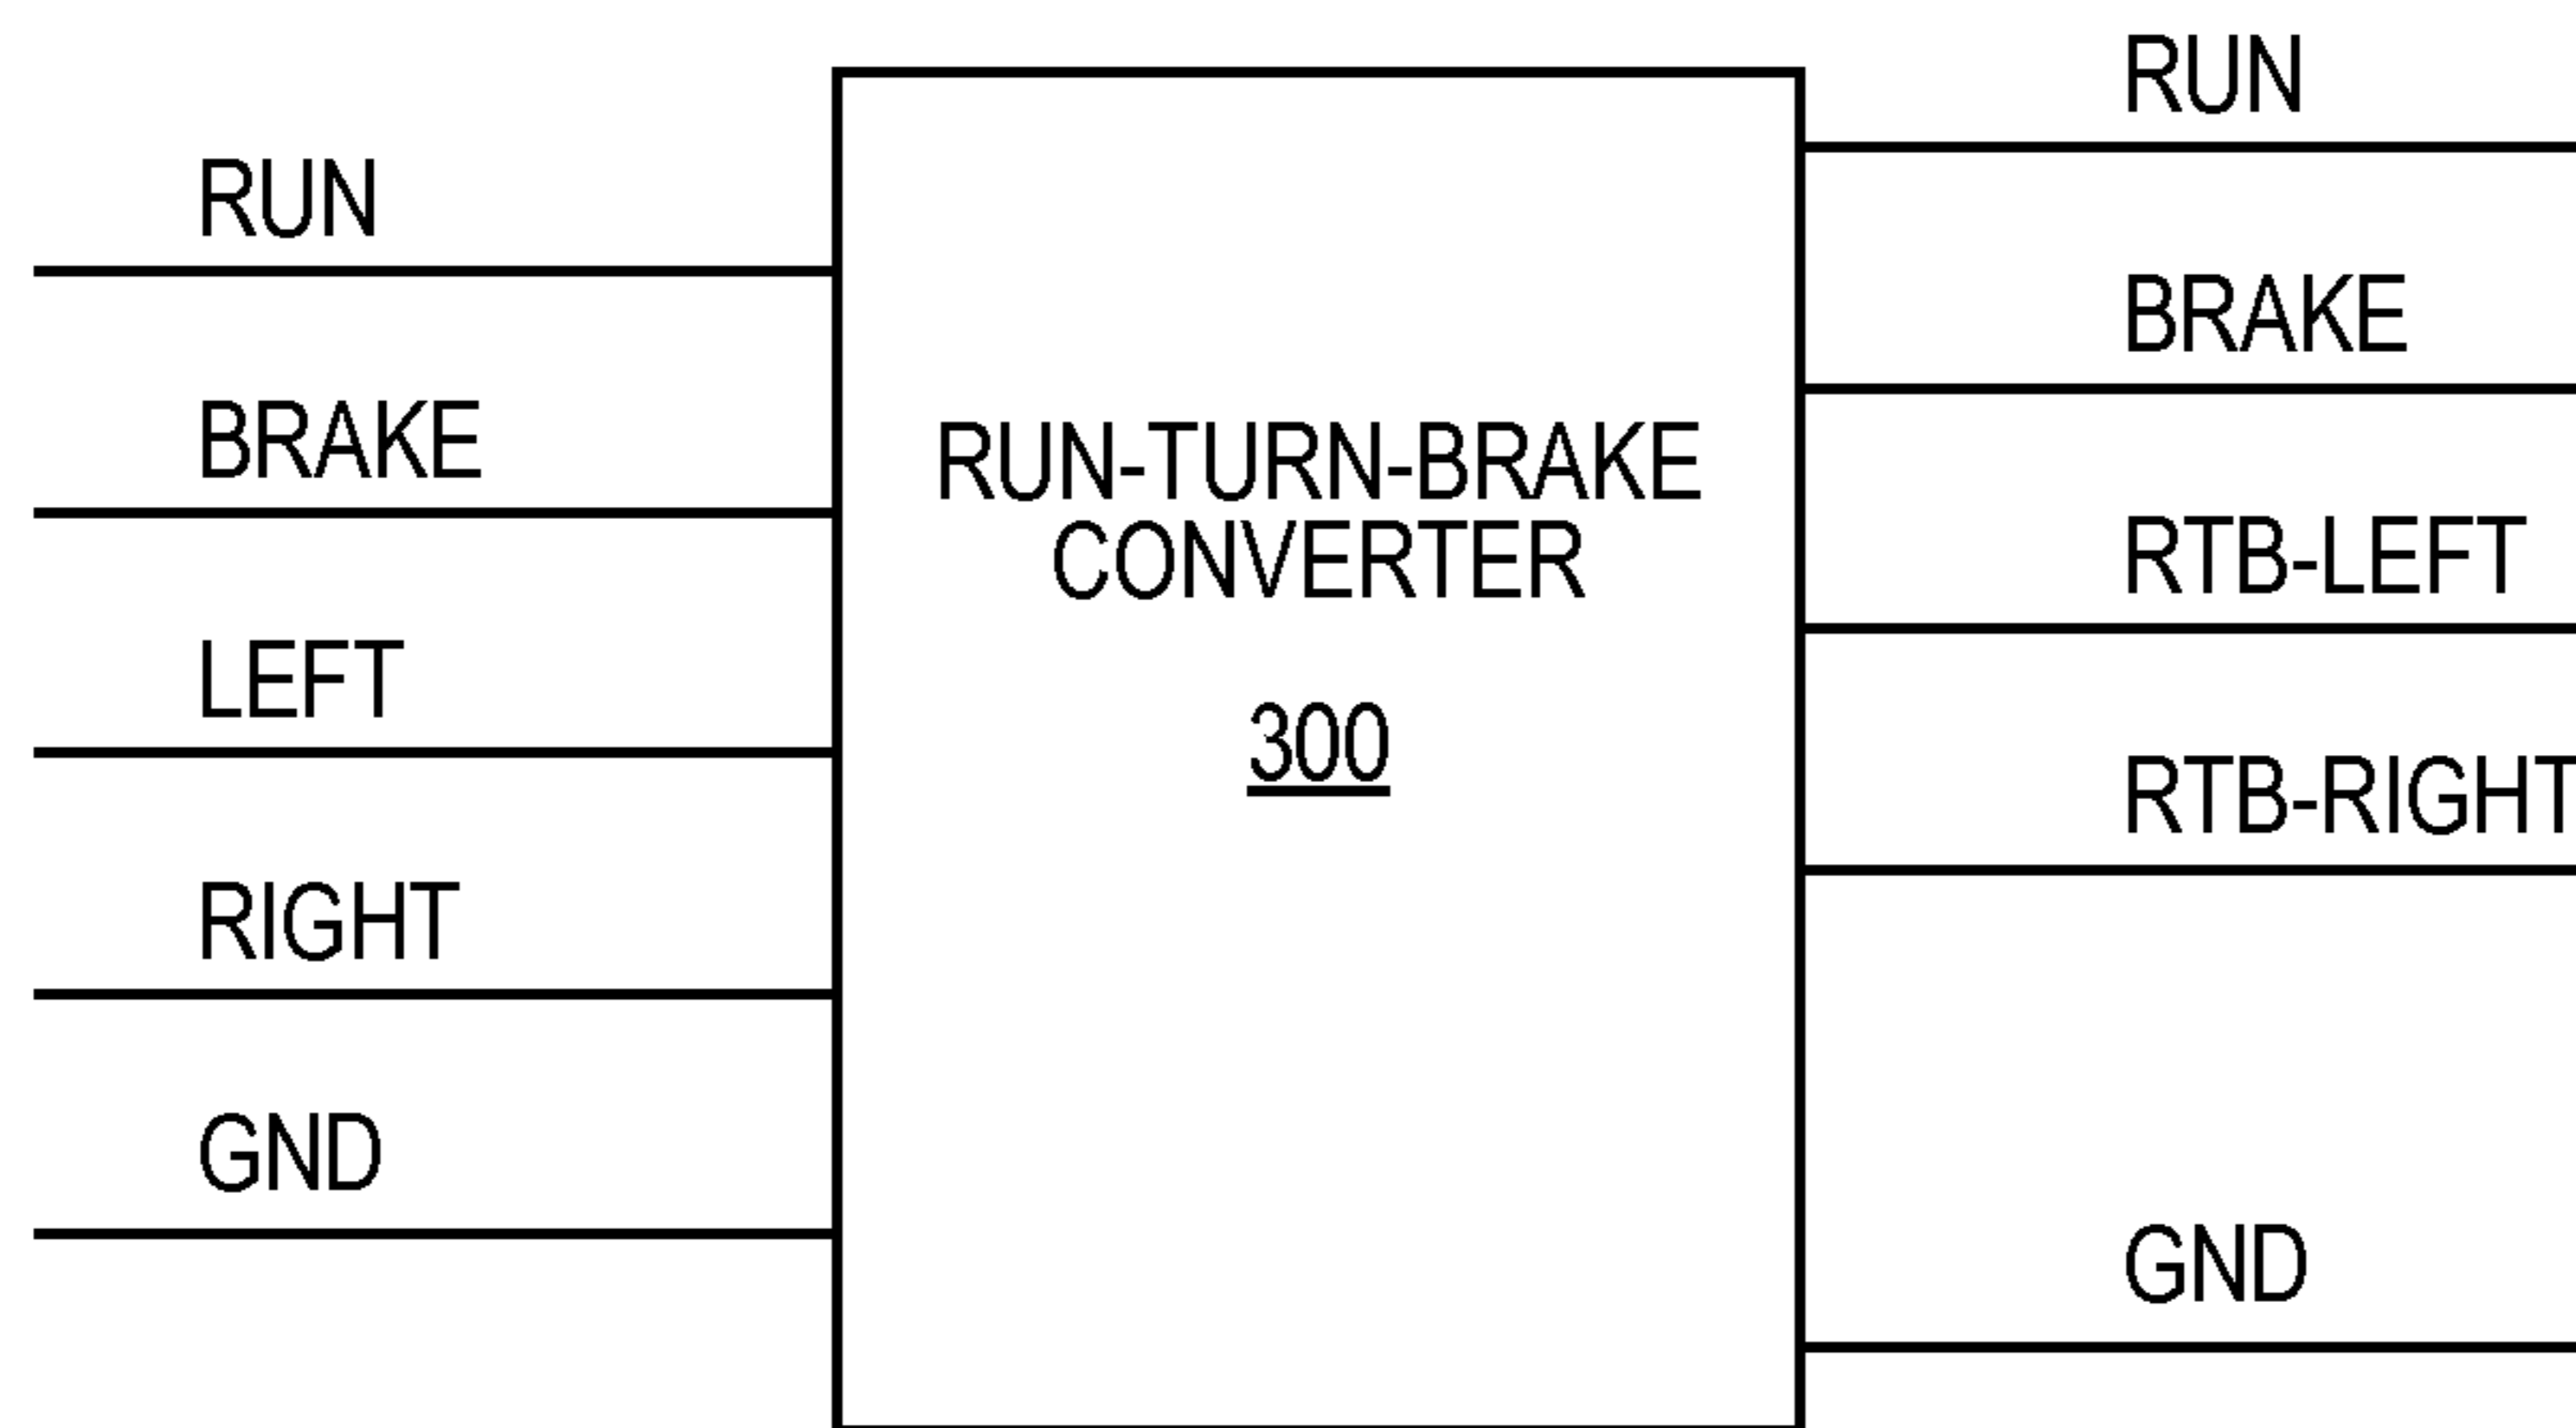 RUN
BRAKE
LEFT
RIGHT
GND
RUN-TURN-BRAKE
CONVERTER
300
RUN
BRAKE
RTB-LEFT
RTB-RIGHT
GND